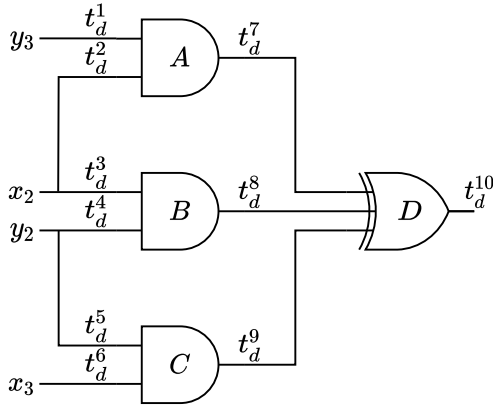 y₃ t_d^1 t_d^7
t_d^2 A
x₂ t_d^3 t_d^8 t_d^10
y₂ t_d^4 B D
t_d^5 t_d^9
x₃ t_d^6 C